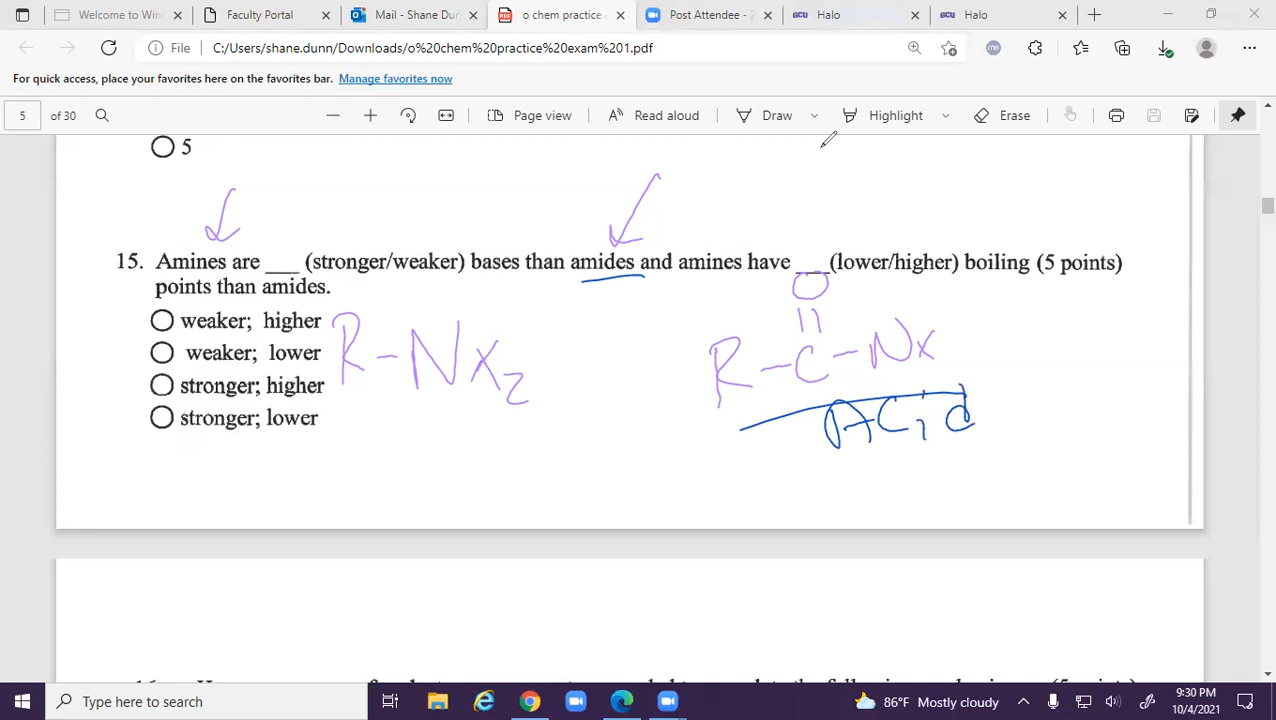 Welcome to Wind
Faculty Portal
Mail - Shane Dun
o chem practice e
Post Attendee - Z
Halo
Halo
File
C:/Users/shane.dunn/Downloads/o%20chem%20practice%20exam%201.pdf
For quick access, place your favorites here on the favorites bar. Manage favorites now
5 of 30
Page view
Read aloud
Draw
Highlight
Erase
5
15. Amines are ___ (stronger/weaker) bases than amides and amines have ___(lower/higher) boiling (5 points)
points than amides.
weaker; higher
weaker; lower
stronger; higher
stronger; lower
R-Nx2
O
R-C-Nx
ACid
Type here to search
86°F Mostly cloudy
9:30 PM
10/4/2021